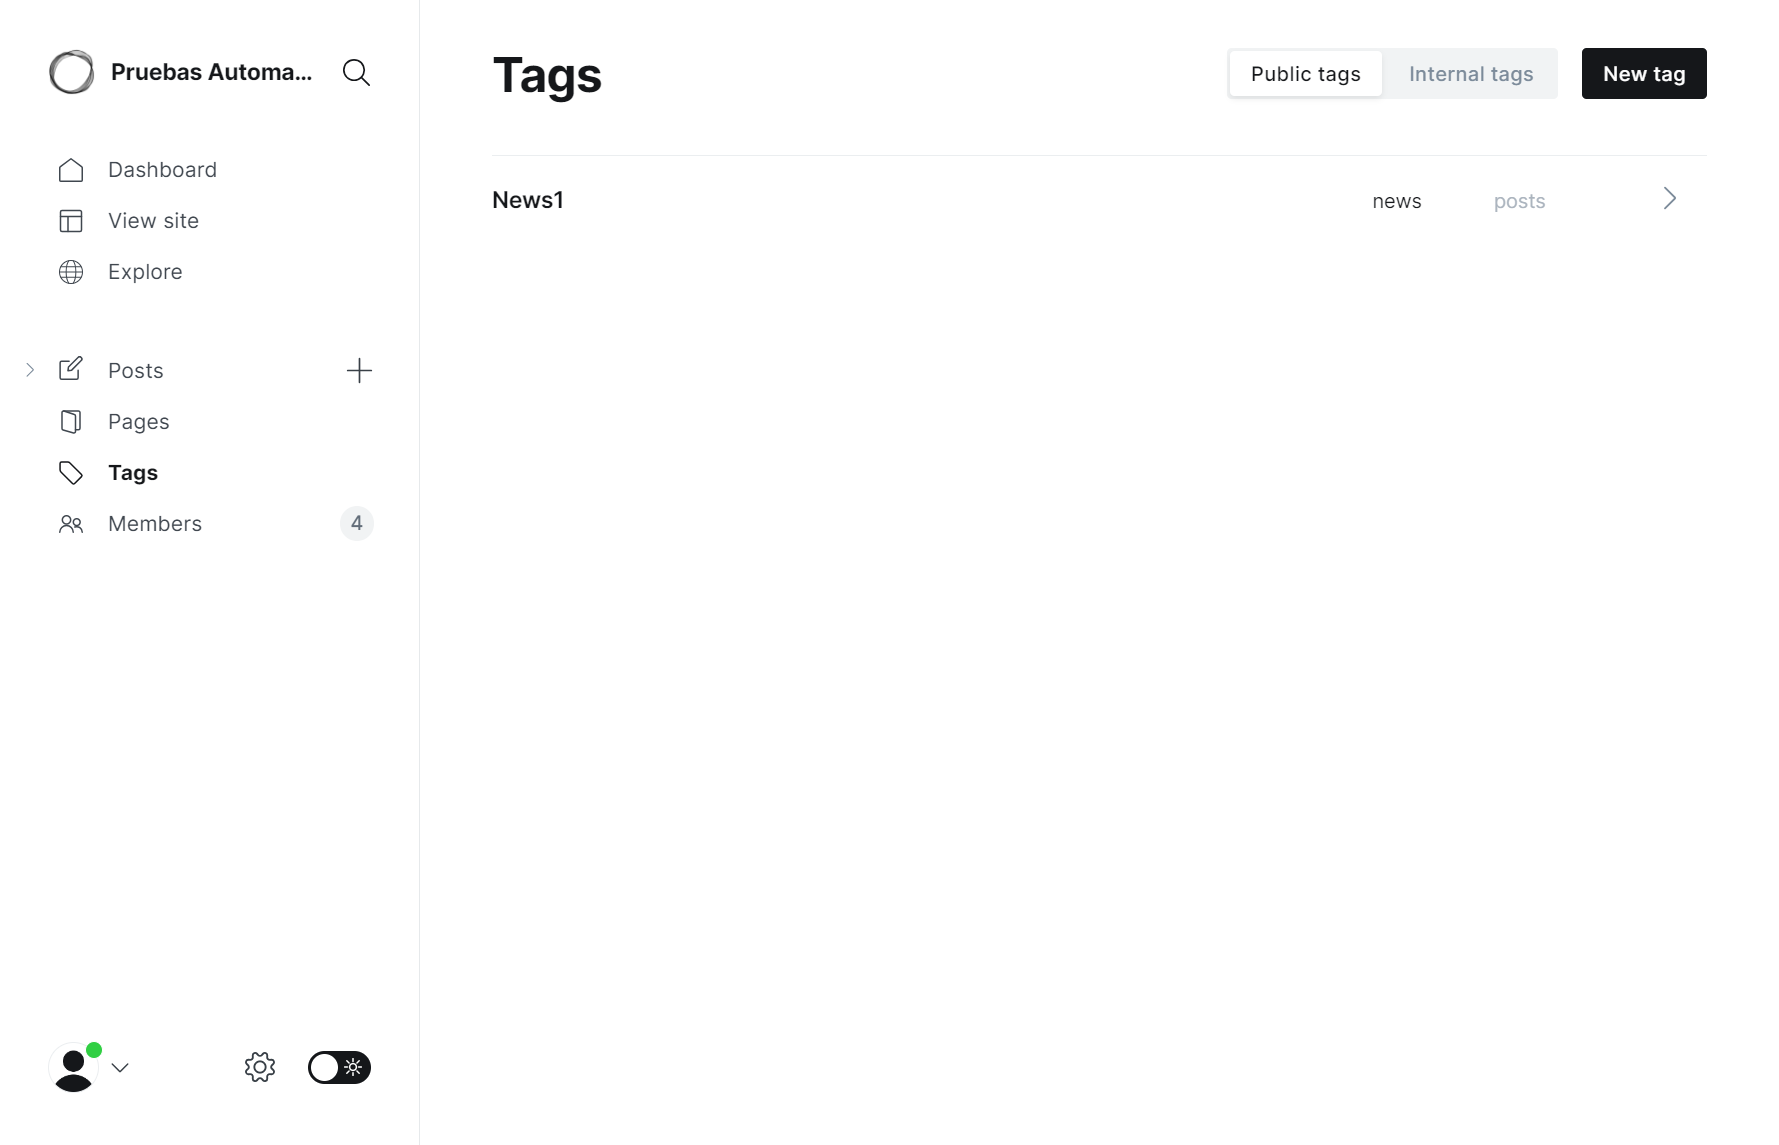 Pruebas Automa...
Dashboard
View site
Explore
Posts
Pages
Tags
Members 4
Tags
Public tags Internal tags New tag
News1 news posts